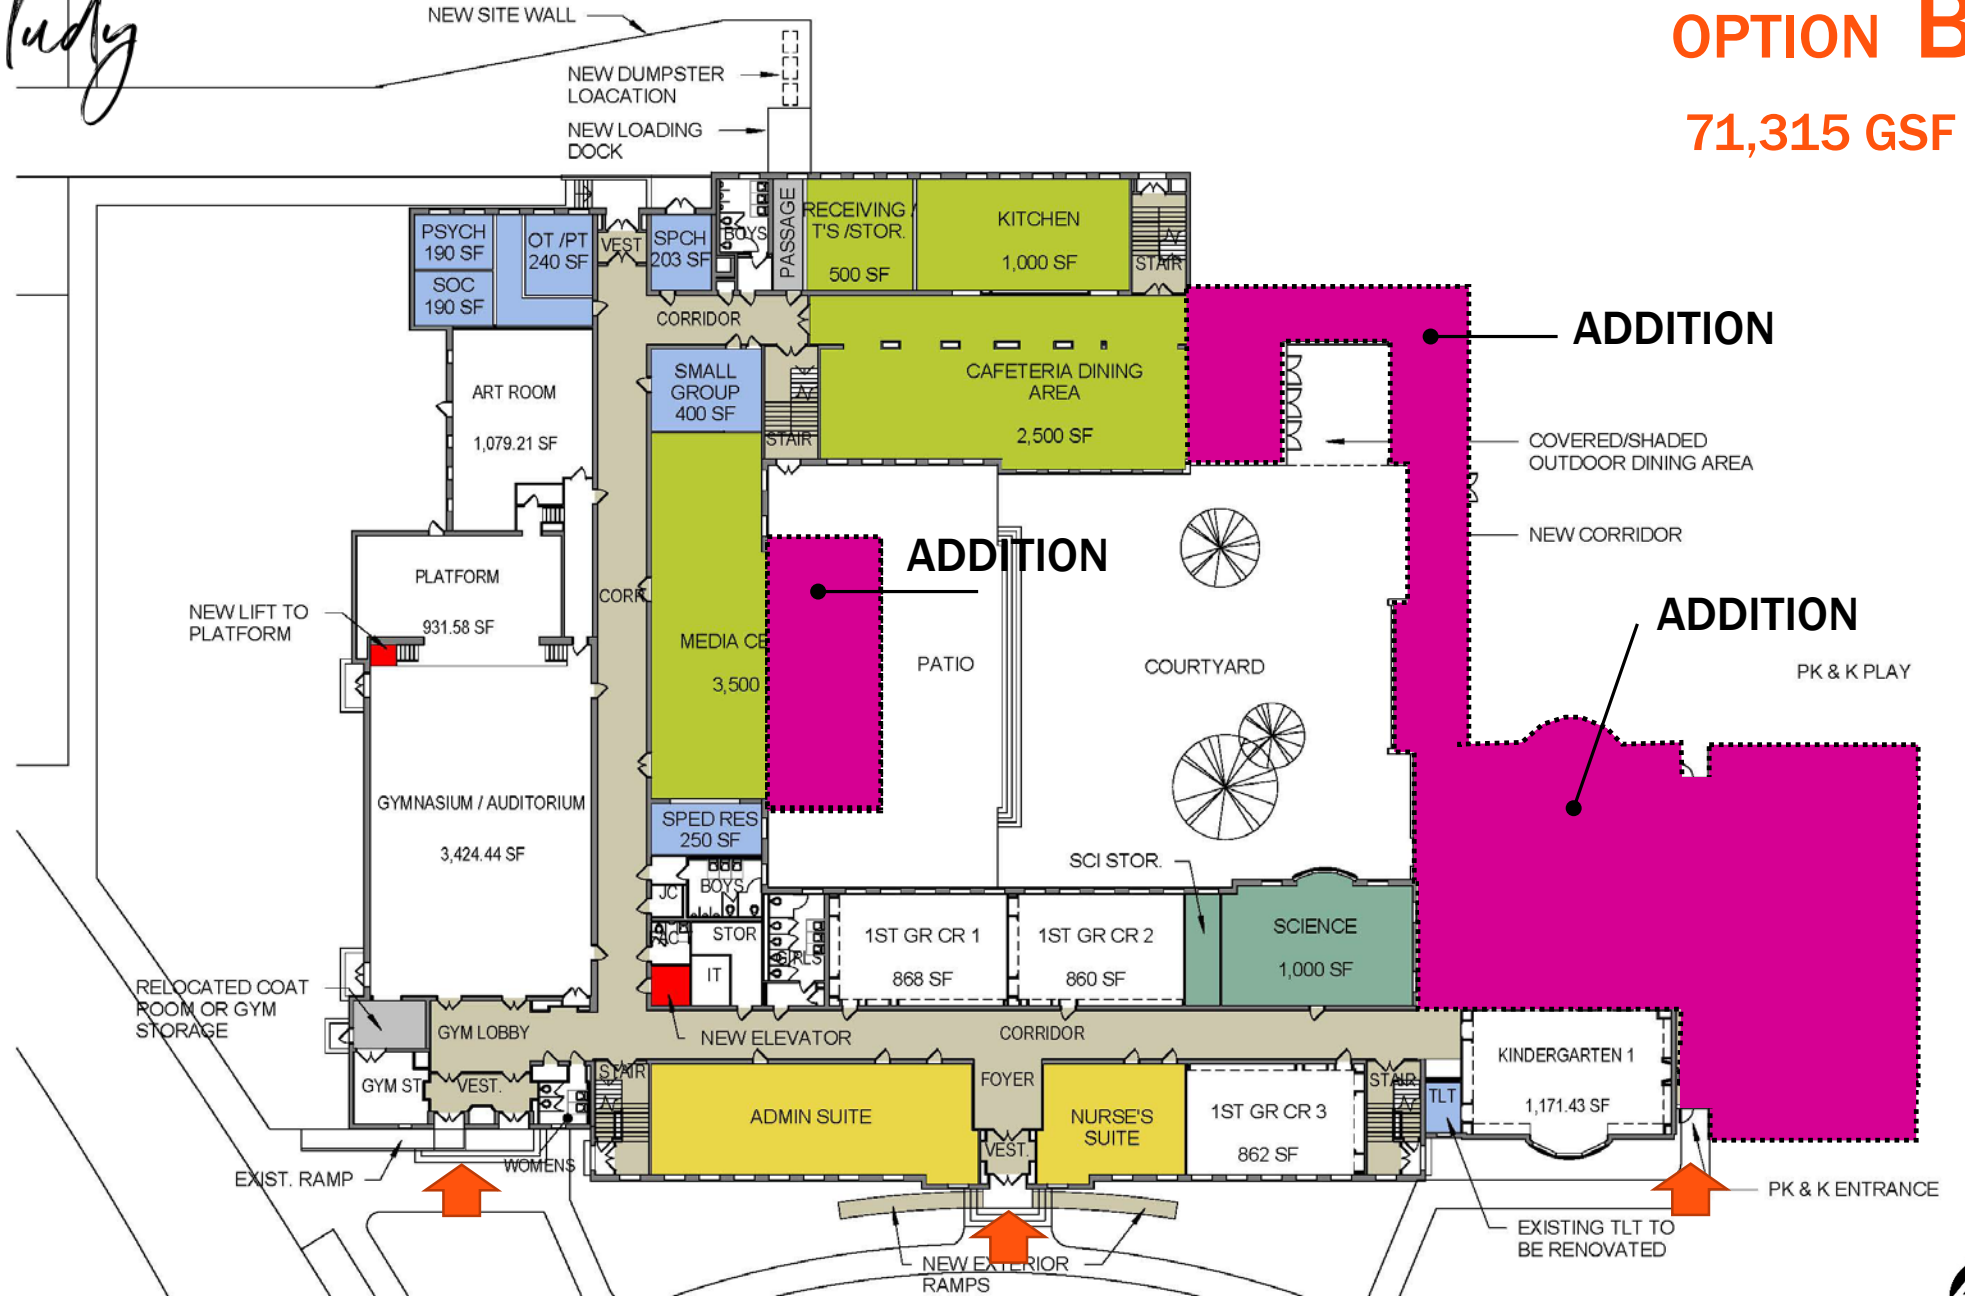 tudy
NEW SITE WALL
OPTION B
71,315 GSF
NEW DUMPSTER
LOACATION
NEW LOADING
DOCK
PSYCH
190 SF
SOC
190 SF
OT /PT
240 SF
VEST
SPCH
203 SF
BOYS
PASSAGE
RECEIVING /
T'S /STOR.
500 SF
KITCHEN
1,000 SF
STAIR
CORRIDOR
ADDITION
SMALL
GROUP
400 SF
STAIR
CAFETERIA DINING
AREA
2,500 SF
ART ROOM
1,079.21 SF
COVERED/SHADED
OUTDOOR DINING AREA
NEW CORRIDOR
ADDITION
PLATFORM
931.58 SF
NEW LIFT TO
PLATFORM
CORR
MEDIA CE
3,500
PATIO
COURTYARD
ADDITION
PK & K PLAY
GYMNASIUM / AUDITORIUM
3,424.44 SF
SPED RES
250 SF
SCI STOR.
JC
BOYS
STOR
IT
GIRLS
1ST GR CR 1
868 SF
1ST GR CR 2
860 SF
SCIENCE
1,000 SF
RELOCATED COAT
ROOM OR GYM
STORAGE
GYM LOBBY
NEW ELEVATOR
CORRIDOR
KINDERGARTEN 1
1,171.43 SF
GYM ST
VEST.
STAIR
ADMIN SUITE
FOYER
VEST.
NURSE'S
SUITE
1ST GR CR 3
862 SF
STAIR
TLT
EXIST. RAMP
WOMENS
PK & K ENTRANCE
EXISTING TLT TO
BE RENOVATED
NEW EXTERIOR
RAMPS